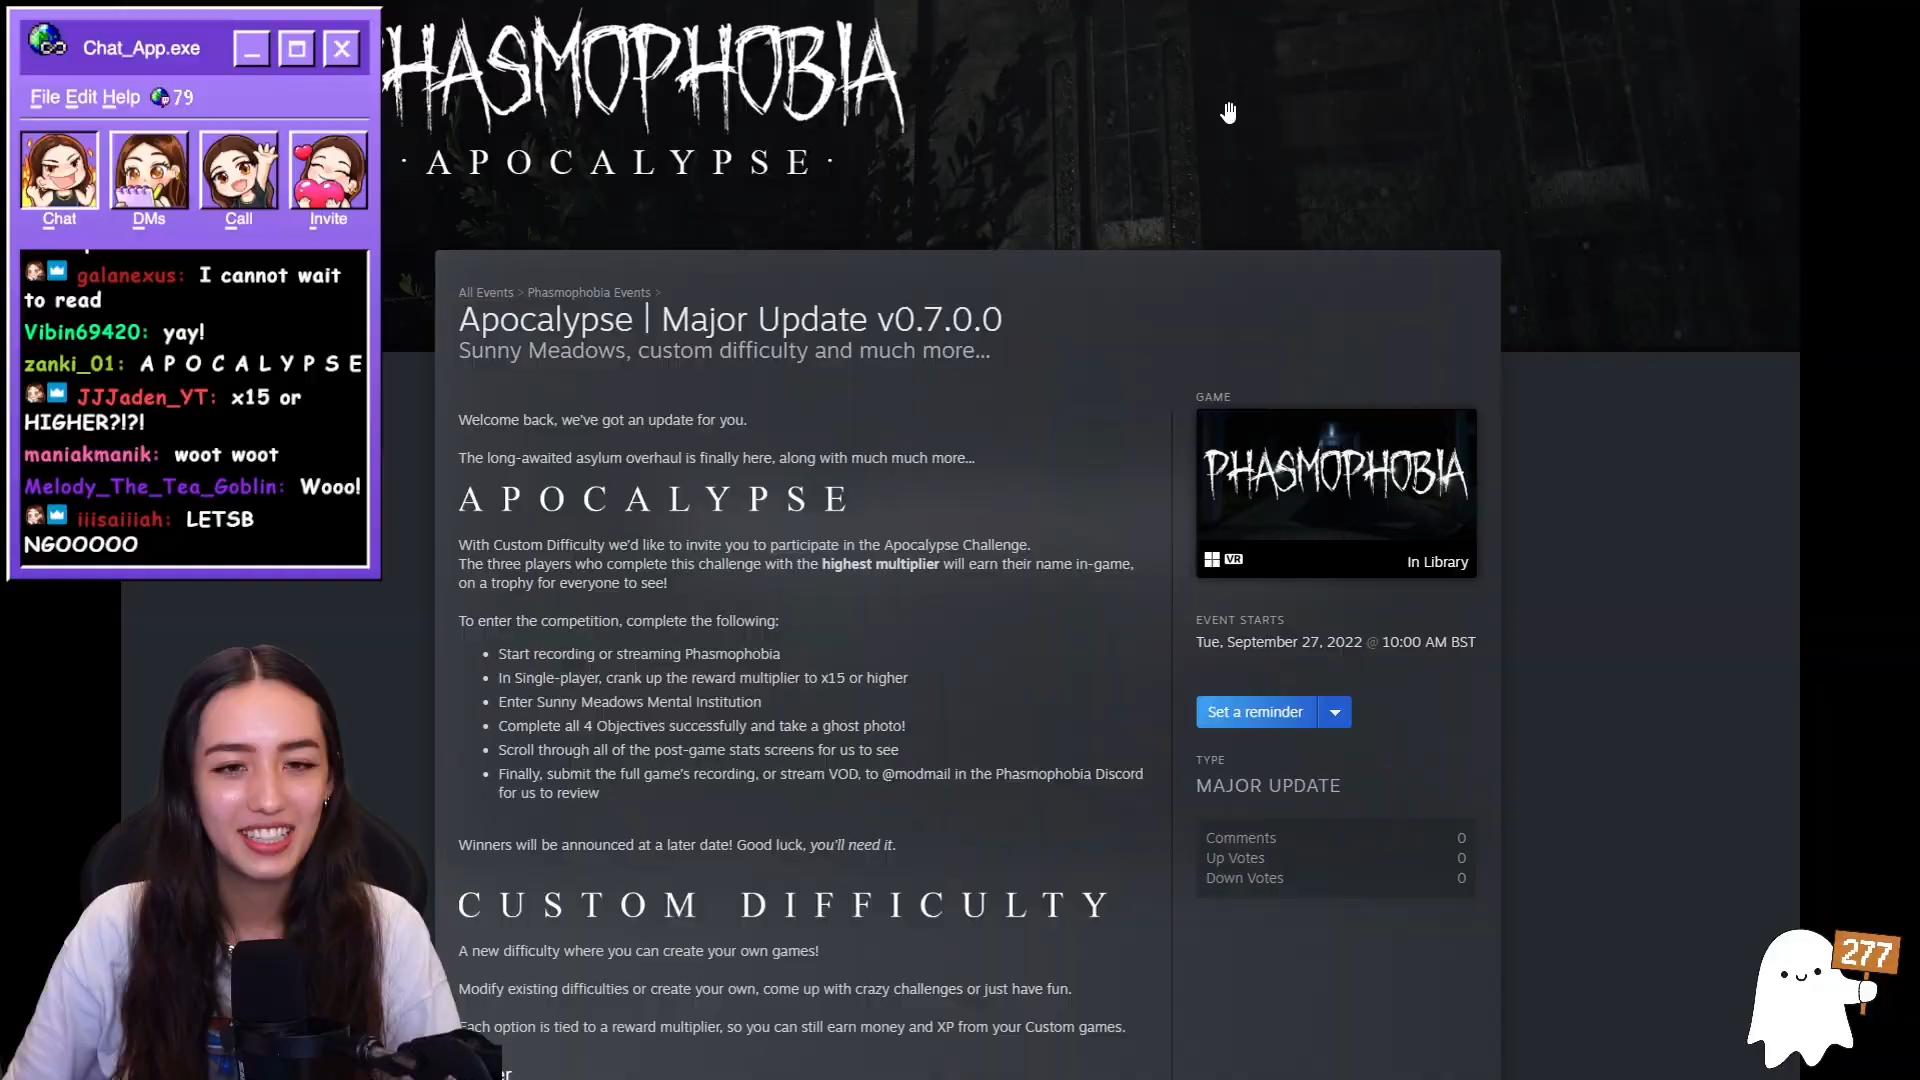 Chat_App.exe
File Edit Help 79
Chat DMs Call Invite
galanexus: I cannot wait
to read
Vibin69420: yay!
zanki_01: A P O C A L Y P S E
JJJaden_YT: x15 or
HIGHER?!?!
maniakmanik: woot woot
Melody_The_Tea_Goblin: Wooo!
iiisaiiiah: LETSB
NGOOOOO
PHASMOPHOBIA
· A P O C A L Y P S E ·
All Events > Phasmophobia Events >
Apocalypse | Major Update v0.7.0.0
Sunny Meadows, custom difficulty and much more...
Welcome back, we've got an update for you.
The long-awaited asylum overhaul is finally here, along with much much more...
A P O C A L Y P S E
With Custom Difficulty we'd like to invite you to participate in the Apocalypse Challenge.
The three players who complete this challenge with the highest multiplier will earn their name in-game,
on a trophy for everyone to see!
To enter the competition, complete the following:
• Start recording or streaming Phasmophobia
• In Single-player, crank up the reward multiplier to x15 or higher
• Enter Sunny Meadows Mental Institution
• Complete all 4 Objectives successfully and take a ghost photo!
• Scroll through all of the post-game stats screens for us to see
• Finally, submit the full game's recording, or stream VOD, to @modmail in the Phasmophobia Discord
for us to review
Winners will be announced at a later date! Good luck, you'll need it.
C U S T O M D I F F I C U L T Y
A new difficulty where you can create your own games!
Modify existing difficulties or create your own, come up with crazy challenges or just have fun.
Each option is tied to a reward multiplier, so you can still earn money and XP from your Custom games.
GAME
PHASMOPHOBIA
VR In Library
EVENT STARTS
Tue, September 27, 2022 @ 10:00 AM BST
Set a reminder
TYPE
MAJOR UPDATE
Comments 0
Up Votes 0
Down Votes 0
277